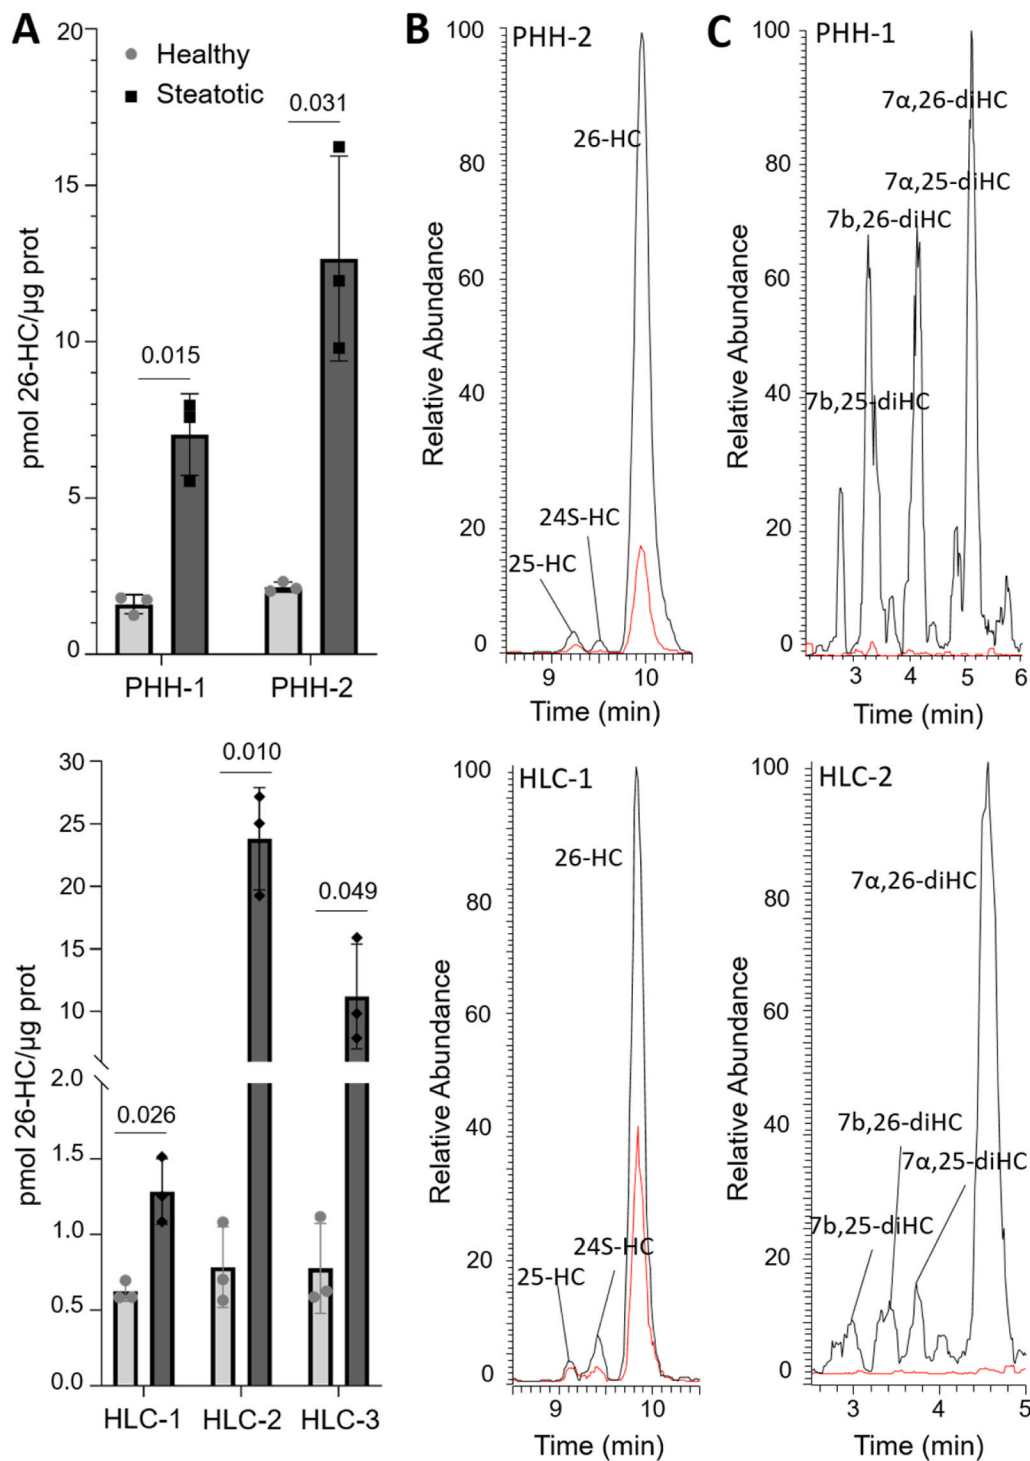 A
20
15
10
5
0
pmol 26-HC/µg prot
Healthy
Steatotic
0.015
0.031
PHH-1
PHH-2
B
PHH-2
100
80
60
40
20
0
Relative Abundance
26-HC
24S-HC
25-HC
9
10
Time (min)
C
PHH-1
100
80
60
40
20
0
Relative Abundance
7α,26-diHC
7α,25-diHC
7b,26-diHC
7b,25-diHC
3
4
5
6
Time (min)
30
25
20
15
10
2.0
1.5
1.0
0.5
0.0
pmol 26-HC/µg prot
0.010
0.049
0.026
HLC-1
HLC-2
HLC-3
HLC-1
100
80
60
40
20
0
Relative Abundance
26-HC
24S-HC
25-HC
9
10
Time (min)
HLC-2
100
80
60
40
20
0
Relative Abundance
7α,26-diHC
7b,26-diHC
7α,25-diHC
7b,25-diHC
3
4
5
Time (min)